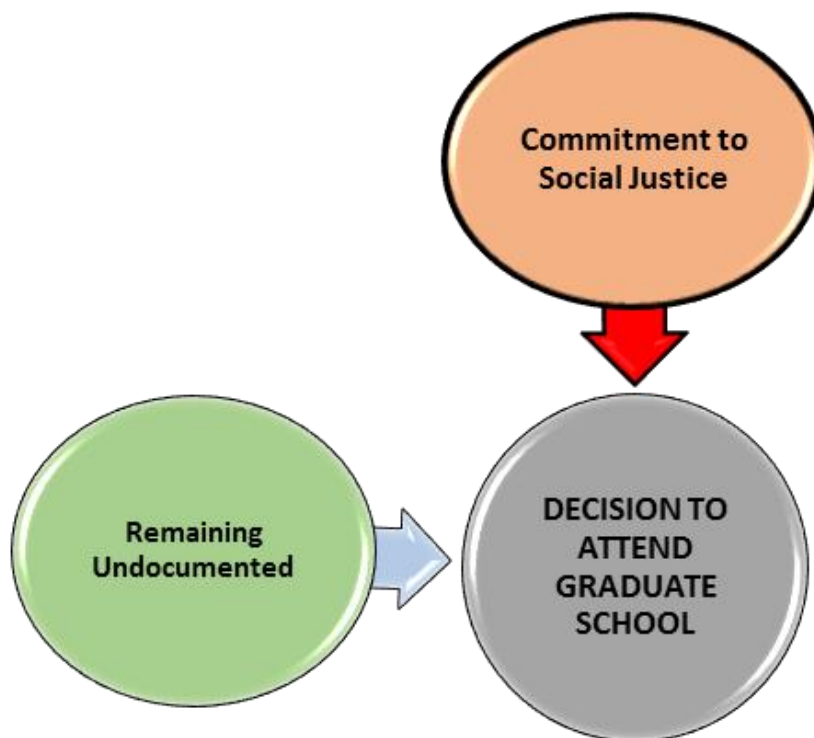 Commitment to
Social Justice
Remaining
Undocumented
DECISION TO
ATTEND
GRADUATE
SCHOOL